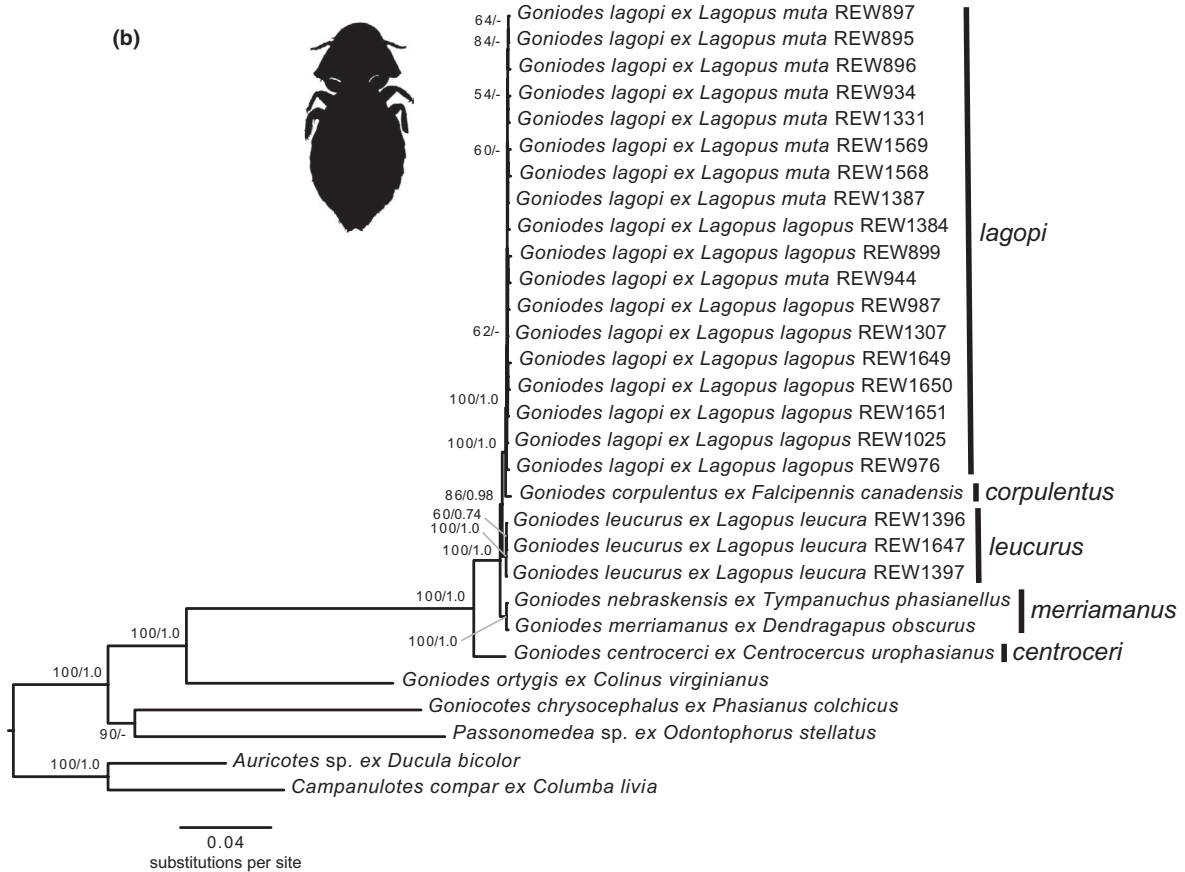 (b)
64/-
84/-
54/-
60/-
62/-
100/1.0
100/1.0
86/0.98
60/0.74
100/1.0
100/1.0
100/1.0
100/1.0
100/1.0
100/1.0
90/-
100/1.0
Goniodes lagopi ex Lagopus muta REW897
Goniodes lagopi ex Lagopus muta REW895
Goniodes lagopi ex Lagopus muta REW896
Goniodes lagopi ex Lagopus muta REW934
Goniodes lagopi ex Lagopus muta REW1331
Goniodes lagopi ex Lagopus muta REW1569
Goniodes lagopi ex Lagopus muta REW1568
Goniodes lagopi ex Lagopus muta REW1387
Goniodes lagopi ex Lagopus lagopus REW1384
Goniodes lagopi ex Lagopus lagopus REW899
Goniodes lagopi ex Lagopus muta REW944
Goniodes lagopi ex Lagopus lagopus REW987
Goniodes lagopi ex Lagopus lagopus REW1307
Goniodes lagopi ex Lagopus lagopus REW1649
Goniodes lagopi ex Lagopus lagopus REW1650
Goniodes lagopi ex Lagopus lagopus REW1651
Goniodes lagopi ex Lagopus lagopus REW1025
Goniodes lagopi ex Lagopus lagopus REW976
Goniodes corpulentus ex Falcipennis canadensis
Goniodes leucurus ex Lagopus leucura REW1396
Goniodes leucurus ex Lagopus leucura REW1647
Goniodes leucurus ex Lagopus leucura REW1397
Goniodes nebraskensis ex Tympanuchus phasianellus
Goniodes merriamanus ex Dendragapus obscurus
Goniodes centrocerci ex Centrocercus urophasianus
Goniodes ortygis ex Colinus virginianus
Goniocotes chrysocephalus ex Phasianus colchicus
Passonomedea sp. ex Odontophorus stellatus
Auricotes sp. ex Ducula bicolor
Campanulotes compar ex Columba livia
lagopi
corpulentus
leucurus
merriamanus
centroceri
0.04
substitutions per site